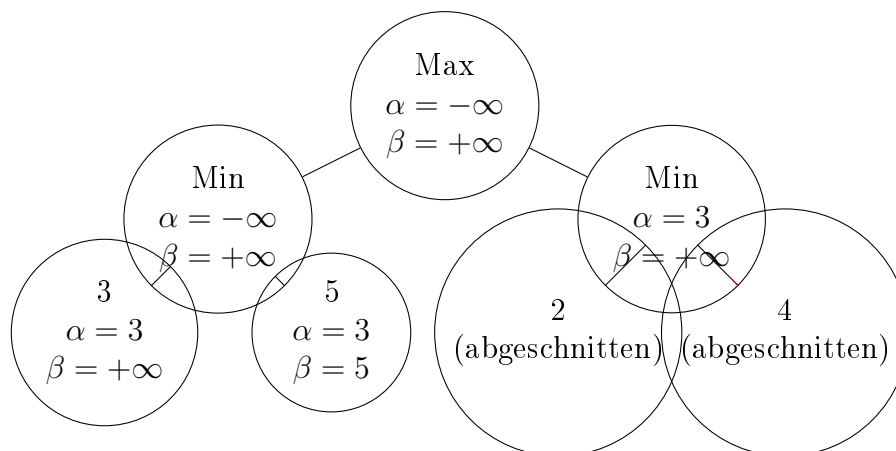 Max
α = −∞
β = +∞
Min
α = −∞
β = +∞
Min
α = 3
β = +∞
3
α = 3
β = +∞
5
α = 3
β = 5
2
(abgeschnitten)
4
(abgeschnitten)